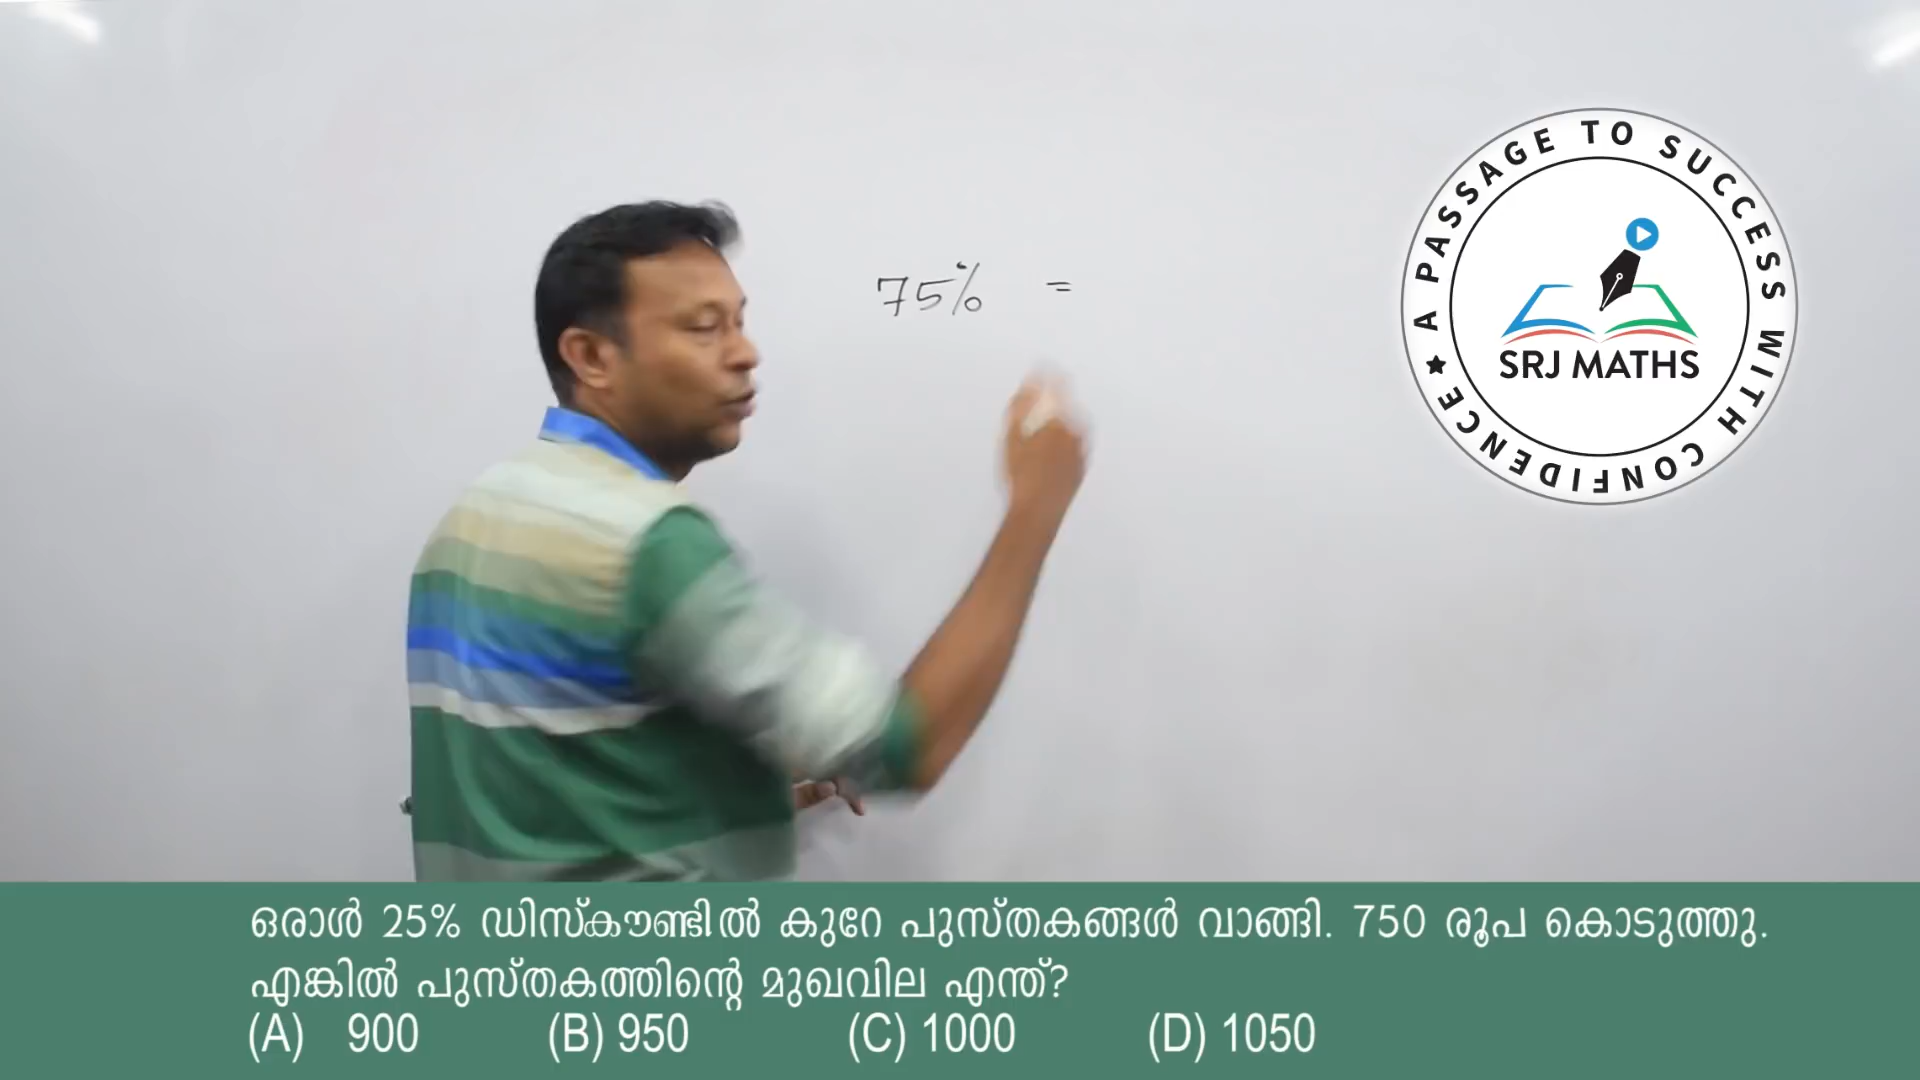 75% =
A PASSAGE TO SUCCESS WITH CONFIDENCE
SRJ MATHS
ഒരാൾ 25% ഡിസ്കൗണ്ടിൽ കുറേ പുസ്തകങ്ങൾ വാങ്ങി. 750 രൂപ കൊടുത്തു.
എങ്കിൽ പുസ്തകത്തിന്റെ മുഖവില എന്ത്?
(A) 900 (B) 950 (C) 1000 (D) 1050